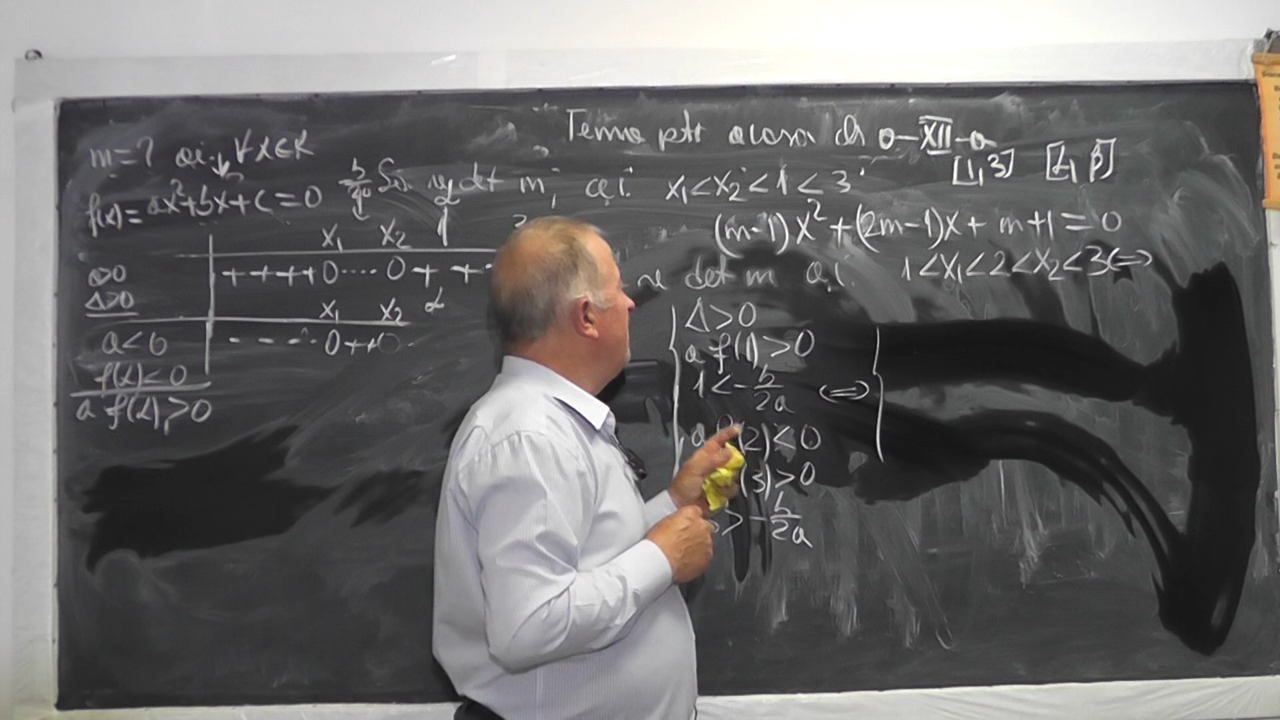 Tema ptr acasa cls a-XII-a
m=? aî. ∀x∈R
[1,3] [α, β]
f(x)=ax²+bx+c=0
Să se det m, a.î. x₁<x₂<1<3
(m-1)x²+(2m-1)x+m+1=0
x₁ x₂
a>0 ++++0....0+ +
se det m a.î. 1<x₁<2<x₂<3⇔
Δ>0
x₁ x₂ α
Δ>0
a<0 ----0++0-
a f(1)>0
f(α)<0
1<-b/2a ⇔
a f(α)>0
(2)<0
(3)>0
>-b/2a